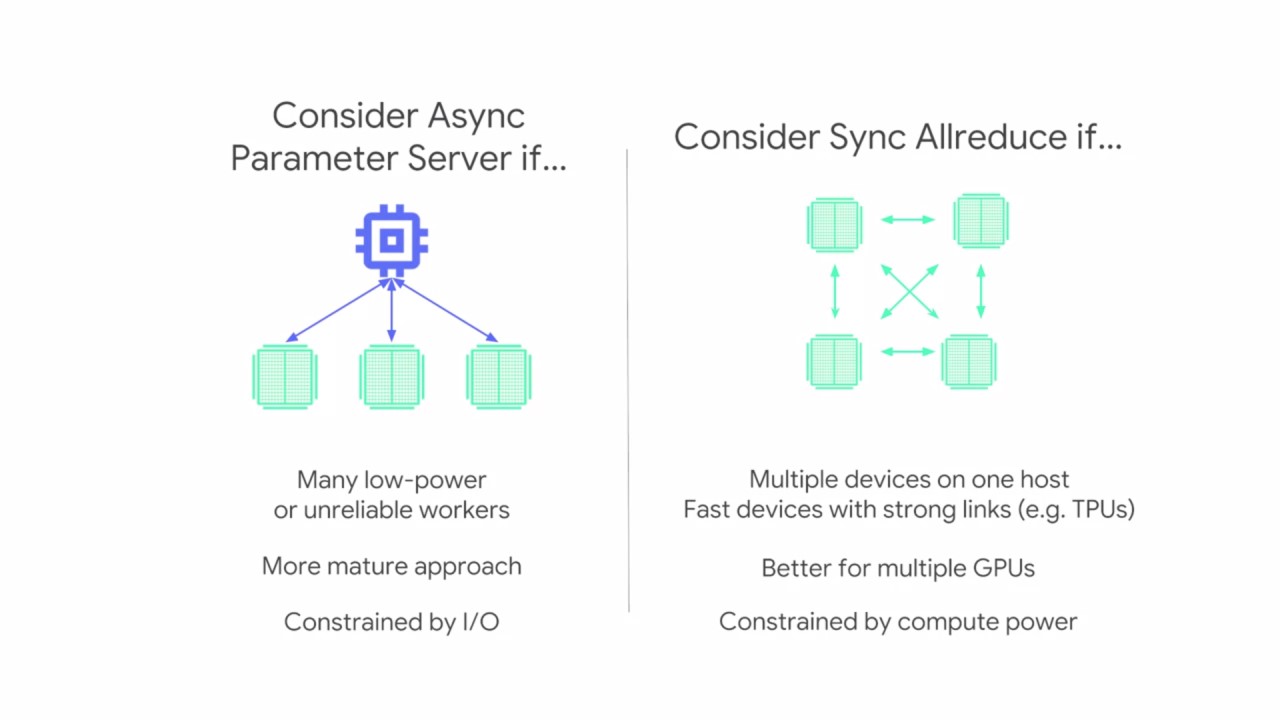 Consider Async
Parameter Server if...
Many low-power
or unreliable workers
More mature approach
Constrained by I/O
Consider Sync Allreduce if...
Multiple devices on one host
Fast devices with strong links (e.g. TPUs)
Better for multiple GPUs
Constrained by compute power